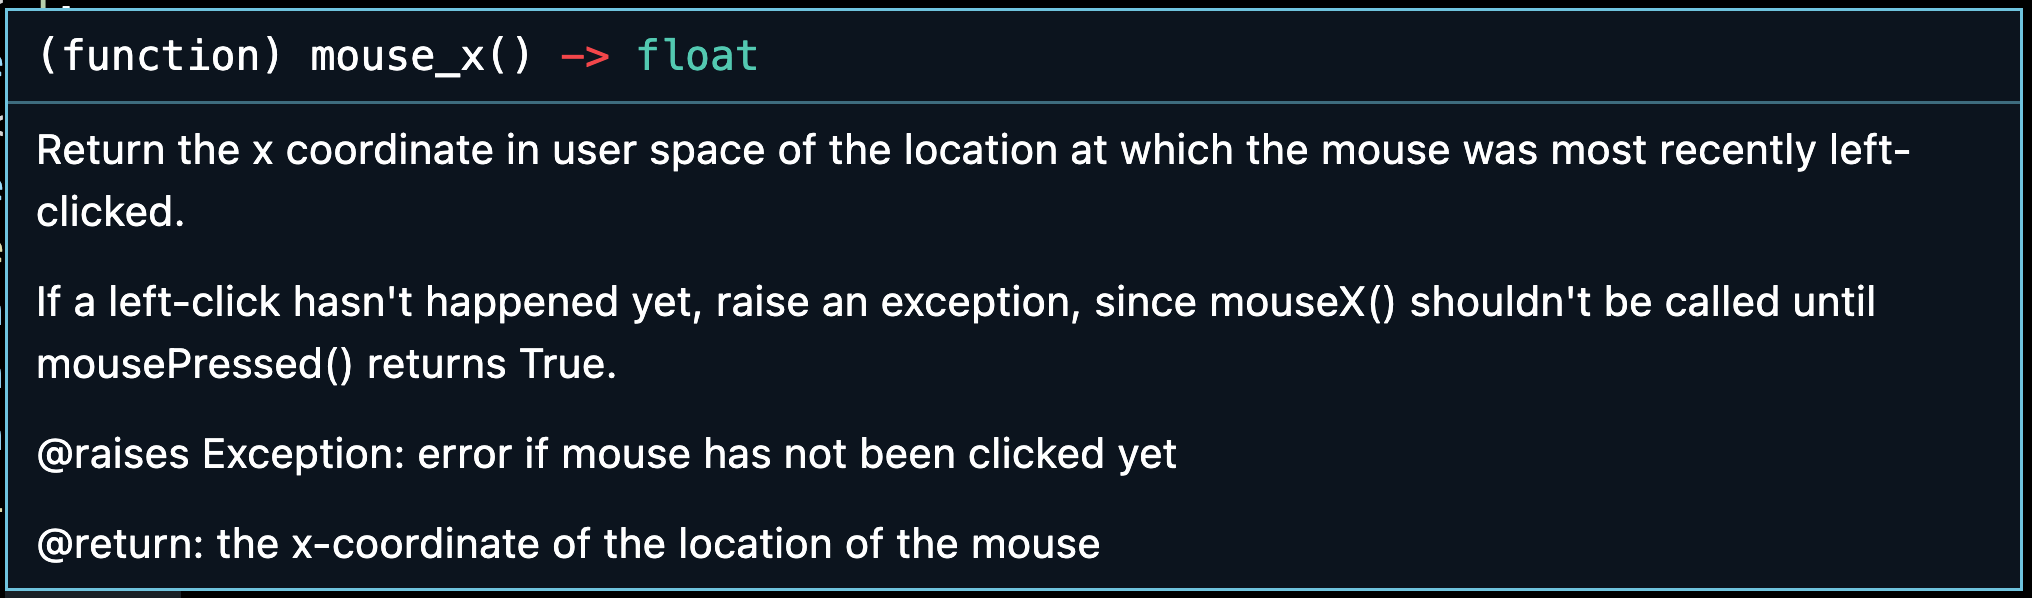 (function) mouse_x() -> float
Return the x coordinate in user space of the location at which the mouse was most recently left-
clicked.
If a left-click hasn't happened yet, raise an exception, since mouseX() shouldn't be called until
mousePressed() returns True.
@raises Exception: error if mouse has not been clicked yet
@return: the x-coordinate of the location of the mouse